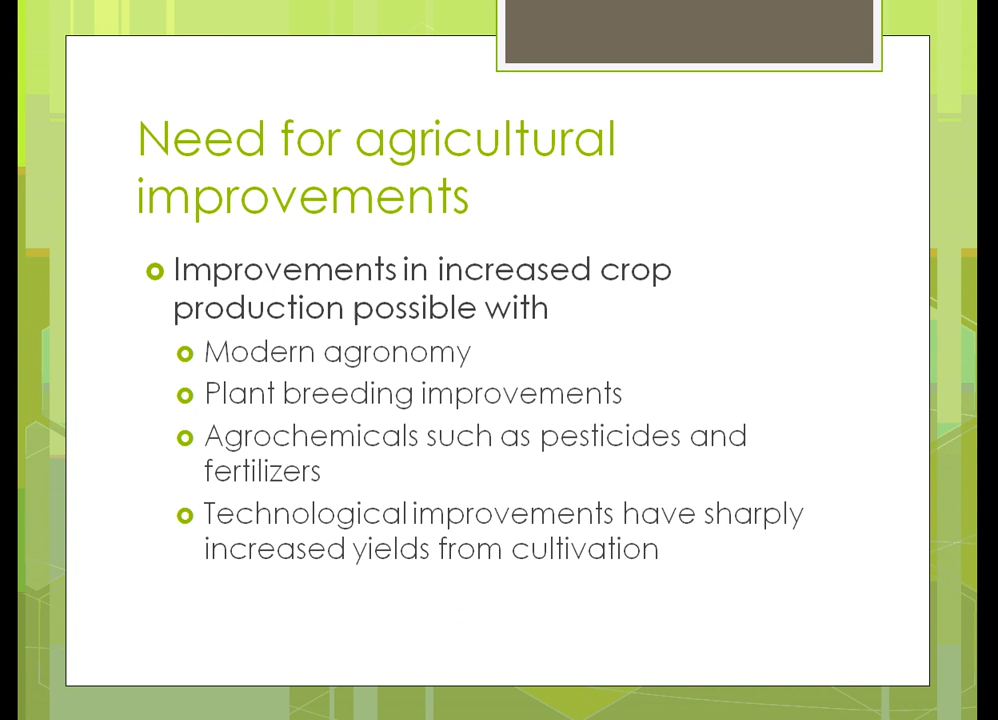 Need for agricultural
improvements
Improvements in increased crop
production possible with
Modern agronomy
Plant breeding improvements
Agrochemicals such as pesticides and
fertilizers
Technological improvements have sharply
increased yields from cultivation